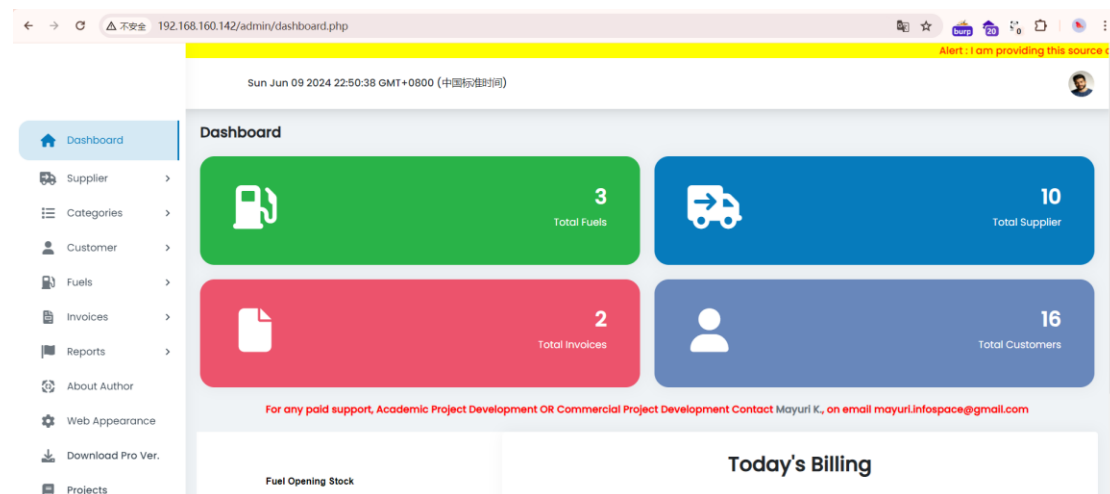 不安全 192.168.160.142/admin/dashboard.php
burp 20 0
Alert : I am providing this source
Sun Jun 09 2024 22:50:38 GMT+0800 (中国标准时间)
Dashboard
Dashboard
Supplier
Categories
Customer
Fuels
Invoices
Reports
About Author
Web Appearance
Download Pro Ver.
Projects
3
Total Fuels
10
Total Supplier
2
Total Invoices
16
Total Customers
For any paid support, Academic Project Development OR Commercial Project Development Contact Mayuri K., on email mayuri.infospace@gmail.com
Fuel Opening Stock
Today's Billing